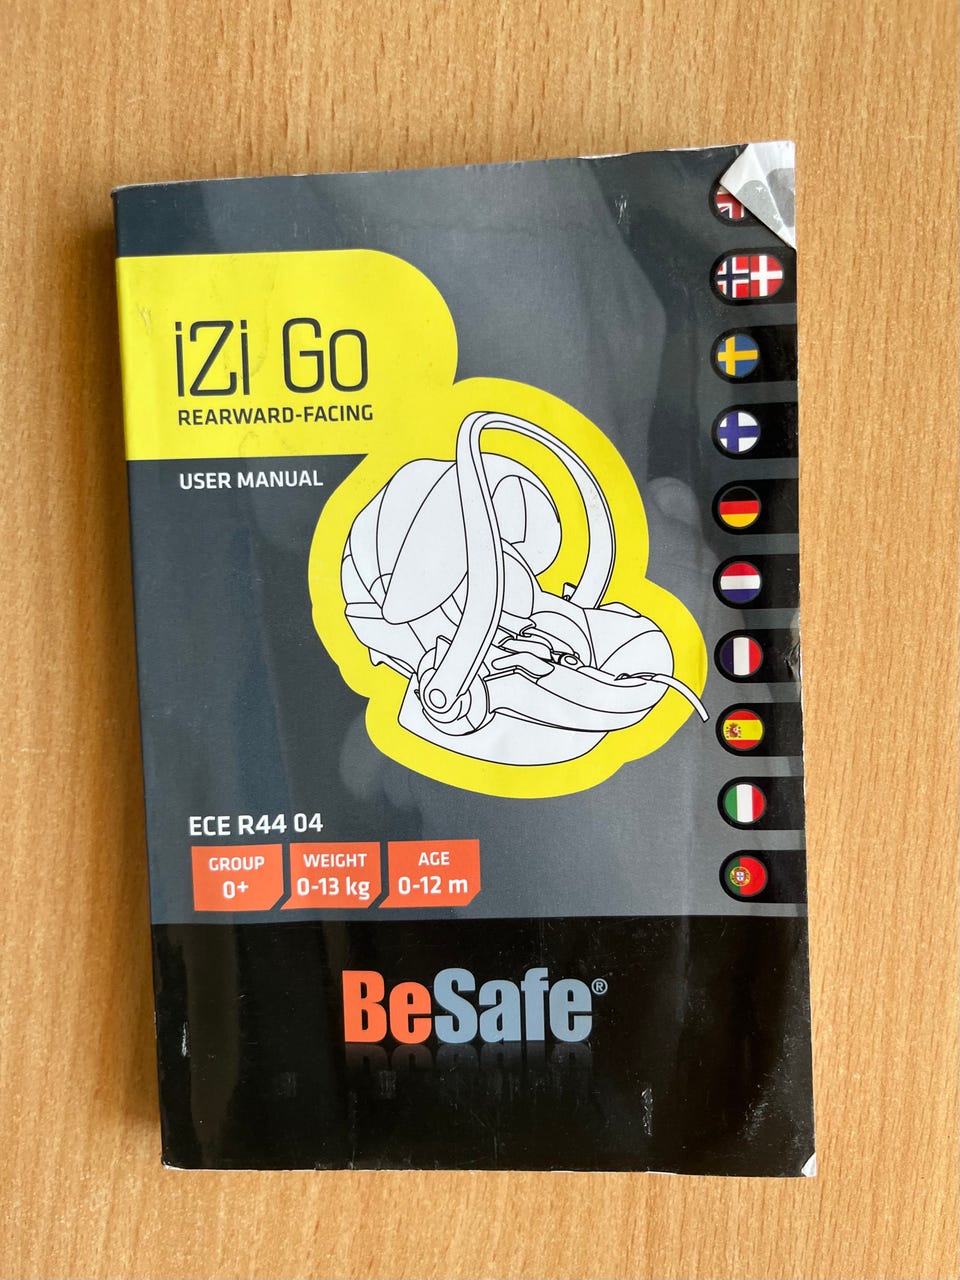 iZi Go
REARWARD-FACING
USER MANUAL
ECE R44 04
GROUP
0+
WEIGHT
0-13 kg
AGE
0-12 m
BeSafe®